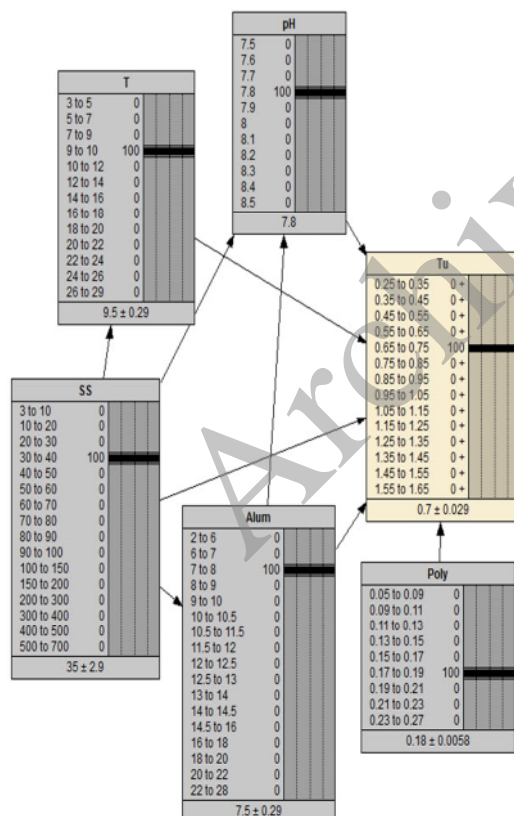 pH
7.5 0
7.6 0
7.7 0
7.8 100
7.9 0
8 0
8.1 0
8.2 0
8.3 0
8.4 0
8.5 0
7.8
T
3 to 5 0
5 to 7 0
7 to 9 0
9 to 10 100
10 to 12 0
12 to 14 0
14 to 16 0
16 to 18 0
18 to 20 0
20 to 22 0
22 to 24 0
24 to 26 0
26 to 29 0
9.5 ± 0.29
Tu
0.25 to 0.35 0 +
0.35 to 0.45 0 +
0.45 to 0.55 0 +
0.55 to 0.65 0 +
0.65 to 0.75 100
0.75 to 0.85 0 +
0.85 to 0.95 0 +
0.95 to 1.05 0 +
1.05 to 1.15 0 +
1.15 to 1.25 0 +
1.25 to 1.35 0 +
1.35 to 1.45 0 +
1.45 to 1.55 0 +
1.55 to 1.65 0 +
0.7 ± 0.029
SS
3 to 10 0
10 to 20 0
20 to 30 0
30 to 40 100
40 to 50 0
50 to 60 0
60 to 70 0
70 to 80 0
80 to 90 0
90 to 100 0
100 to 150 0
150 to 200 0
200 to 300 0
300 to 400 0
400 to 500 0
500 to 700 0
35 ± 2.9
Alum
2 to 6 0
6 to 7 0
7 to 8 100
8 to 9 0
9 to 10 0
10 to 10.5 0
10.5 to 11.5 0
11.5 to 12 0
12 to 12.5 0
12.5 to 13 0
13 to 14 0
14 to 14.5 0
14.5 to 16 0
16 to 18 0
18 to 20 0
20 to 22 0
22 to 28 0
7.5 ± 0.29
Poly
0.05 to 0.09 0
0.09 to 0.11 0
0.11 to 0.13 0
0.13 to 0.15 0
0.15 to 0.17 0
0.17 to 0.19 100
0.19 to 0.21 0
0.21 to 0.23 0
0.23 to 0.27 0
0.18 ± 0.0058
Archi